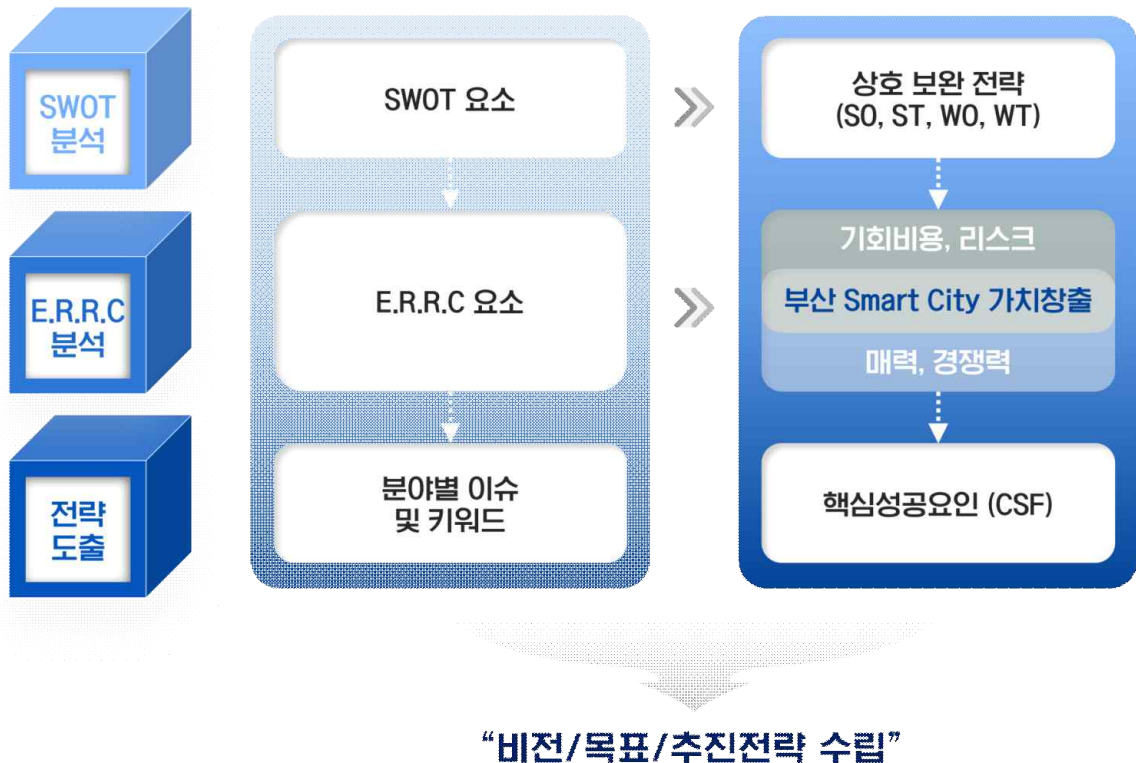 SWOT
분석
SWOT 요소
상호 보완 전략
(SO, ST, WO, WT)
E.R.R.C
분석
E.R.R.C 요소
기회비용, 리스크
부산 Smart City 가치창출
매력, 경쟁력
전략
도출
분야별 이슈
및 키워드
핵심성공요인 (CSF)
“비전/목표/추진전략 수립”